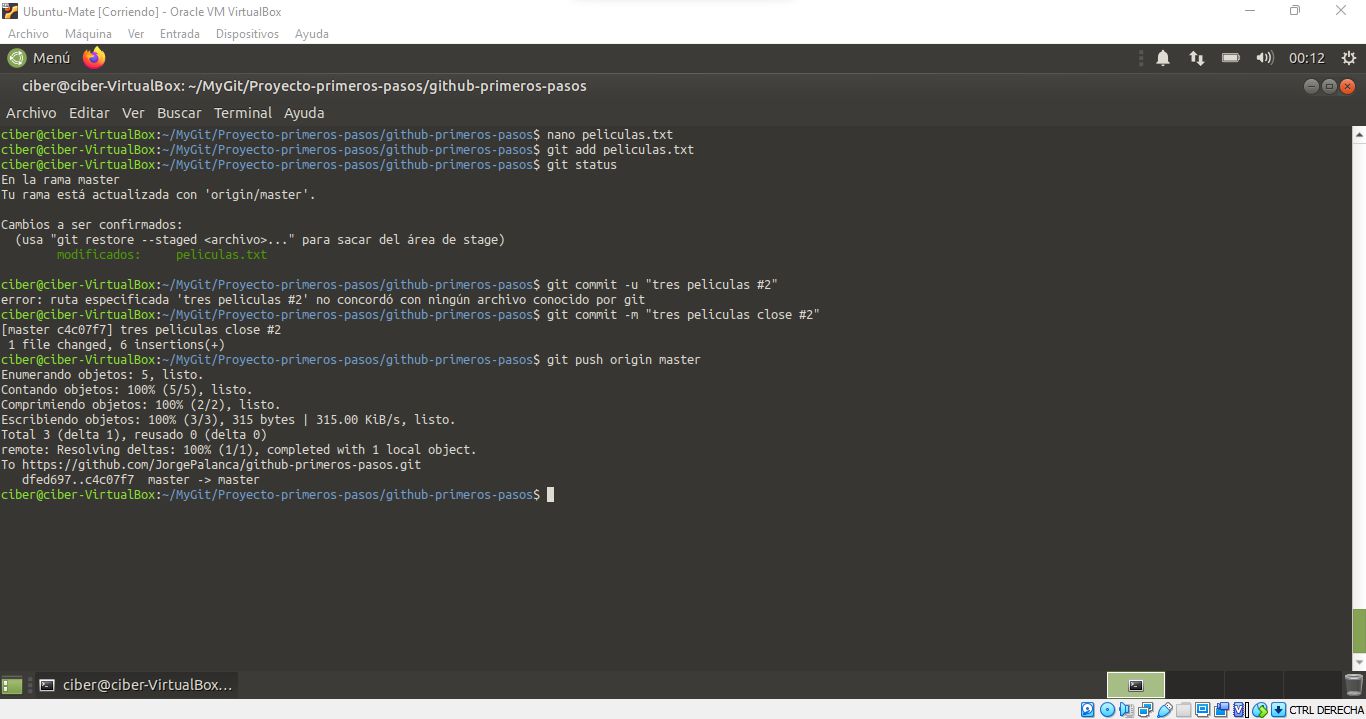 Ubuntu-Mate [Corriendo] - Oracle VM VirtualBox
Archivo Máquina Ver Entrada Dispositivos Ayuda
Menú 00:12
ciber@ciber-VirtualBox: ~/MyGit/Proyecto-primeros-pasos/github-primeros-pasos
Archivo Editar Ver Buscar Terminal Ayuda
ciber@ciber-VirtualBox:~/MyGit/Proyecto-primeros-pasos/github-primeros-pasos$ nano peliculas.txt
ciber@ciber-VirtualBox:~/MyGit/Proyecto-primeros-pasos/github-primeros-pasos$ git add peliculas.txt
ciber@ciber-VirtualBox:~/MyGit/Proyecto-primeros-pasos/github-primeros-pasos$ git status
En la rama master
Tu rama está actualizada con 'origin/master'.
Cambios a ser confirmados:
(usa "git restore --staged <archivo>..." para sacar del área de stage)
modificados: peliculas.txt
ciber@ciber-VirtualBox:~/MyGit/Proyecto-primeros-pasos/github-primeros-pasos$ git commit -u "tres peliculas #2"
error: ruta especificada 'tres peliculas #2' no concordó con ningún archivo conocido por git
ciber@ciber-VirtualBox:~/MyGit/Proyecto-primeros-pasos/github-primeros-pasos$ git commit -m "tres peliculas close #2"
[master c4c07f7] tres peliculas close #2
1 file changed, 6 insertions(+)
ciber@ciber-VirtualBox:~/MyGit/Proyecto-primeros-pasos/github-primeros-pasos$ git push origin master
Enumerando objetos: 5, listo.
Contando objetos: 100% (5/5), listo.
Comprimiendo objetos: 100% (2/2), listo.
Escribiendo objetos: 100% (3/3), 315 bytes | 315.00 KiB/s, listo.
Total 3 (delta 1), reusado 0 (delta 0)
remote: Resolving deltas: 100% (1/1), completed with 1 local object.
To https://github.com/JorgePalanca/github-primeros-pasos.git
dfed697..c4c07f7 master -> master
ciber@ciber-VirtualBox:~/MyGit/Proyecto-primeros-pasos/github-primeros-pasos$
ciber@ciber-VirtualBox...
CTRL DERECHA